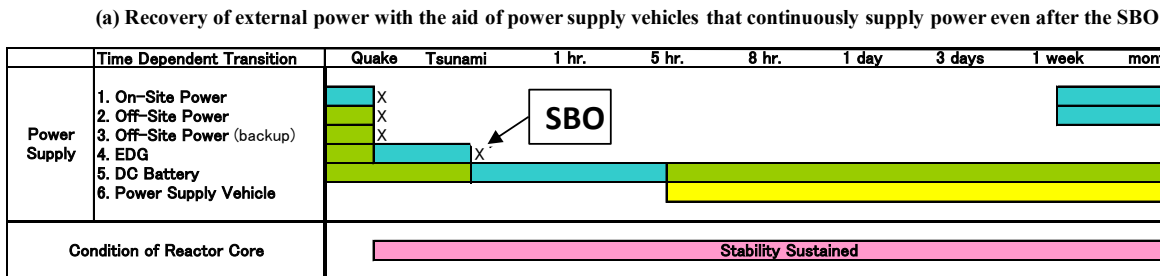 (a) Recovery of external power with the aid of power supply vehicles that continuously supply power even after the SBO
Time Dependent Transition Quake Tsunami 1 hr. 5 hr. 8 hr. 1 day 3 days 1 week mon
Power Supply
1. On-Site Power X
2. Off-Site Power X
3. Off-Site Power (backup) X
4. EDG X
5. DC Battery
6. Power Supply Vehicle
SBO
Condition of Reactor Core Stability Sustained